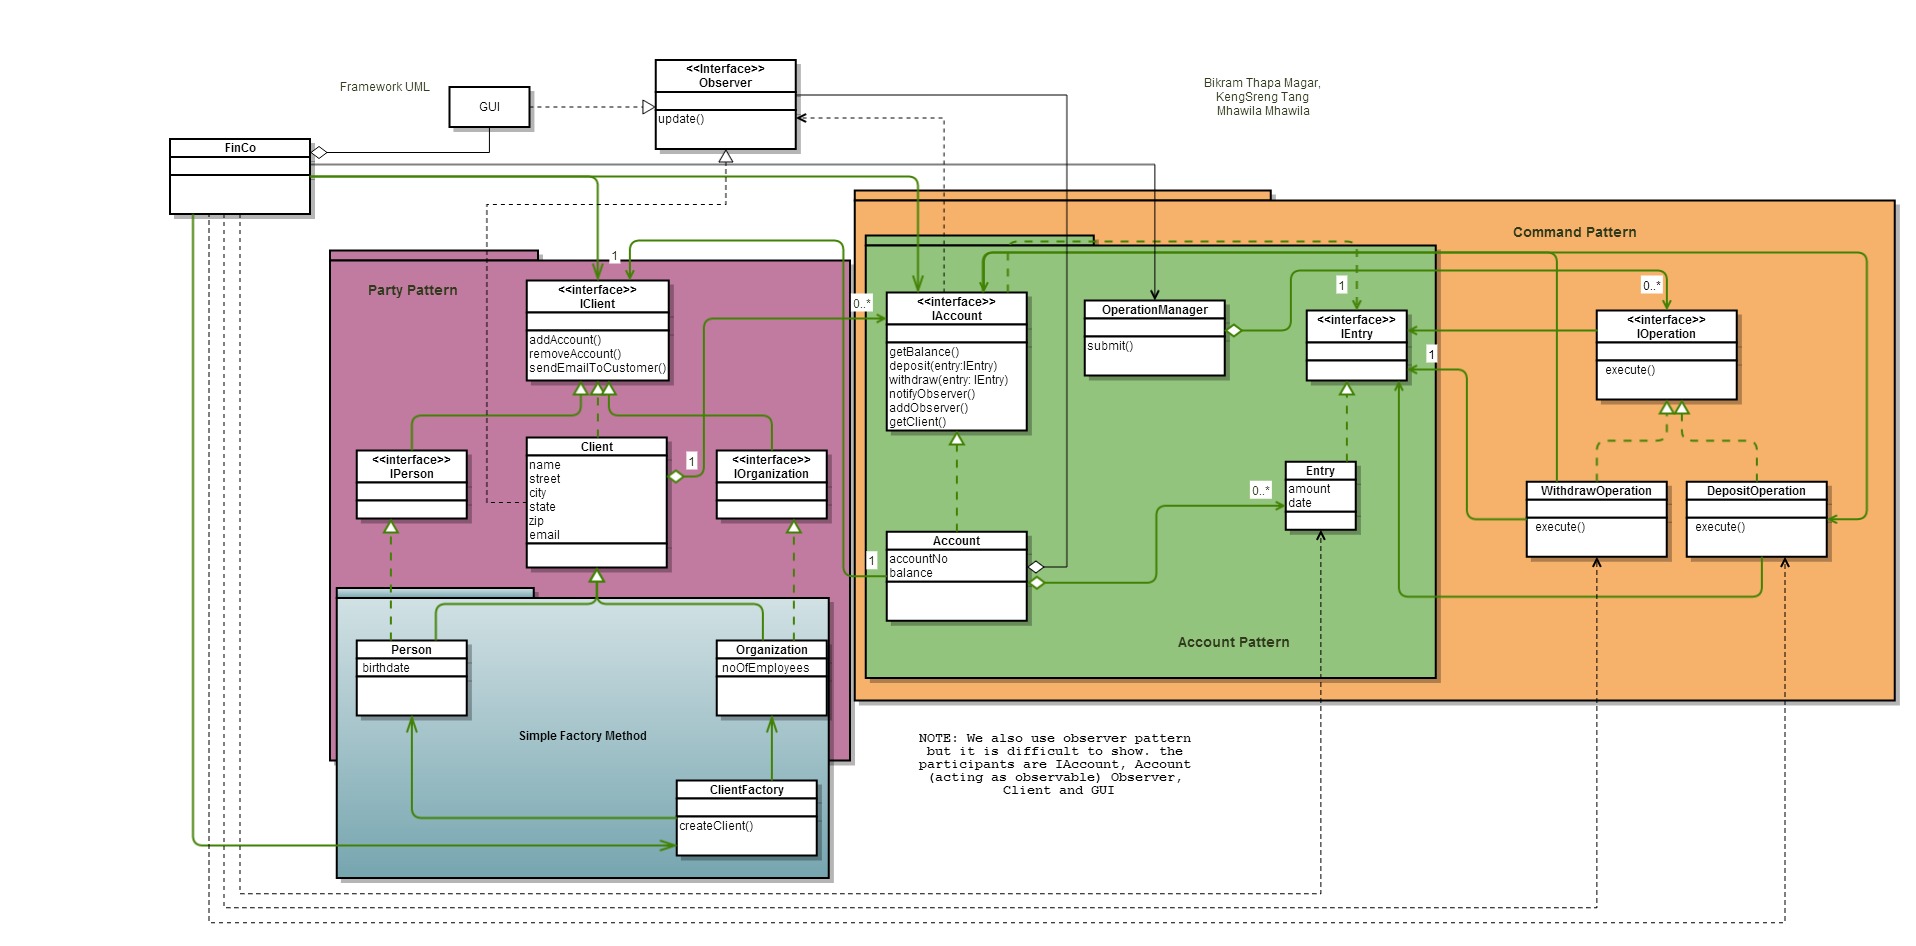 Framework UML
<<Interface>>
Observer
update()
GUI
Bikram Thapa Magar,
KengSreng Tang
Mhawila Mhawila
FinCo
Command Pattern
Party Pattern
1
<<interface>>
IClient
addAccount()
removeAccount()
sendEmailToCustomer()
0..*
<<interface>>
IAccount
getBalance()
deposit(entry:IEntry)
withdraw(entry: IEntry)
notifyObserver()
addObserver()
getClient()
OperationManager
submit()
1
<<interface>>
IEntry
1
0..*
<<interface>>
IOperation
execute()
<<interface>>
IPerson
Client
name
street
city
state
zip
email
1
<<interface>>
IOrganization
0..*
Entry
amount
date
WithdrawOperation
execute()
DepositOperation
execute()
1
Account
accountNo
balance
Account Pattern
Person
birthdate
Organization
noOfEmployees
Simple Factory Method
ClientFactory
createClient()
NOTE: We also use observer pattern
but it is difficult to show. the
participants are IAccount, Account
(acting as observable) Observer,
Client and GUI